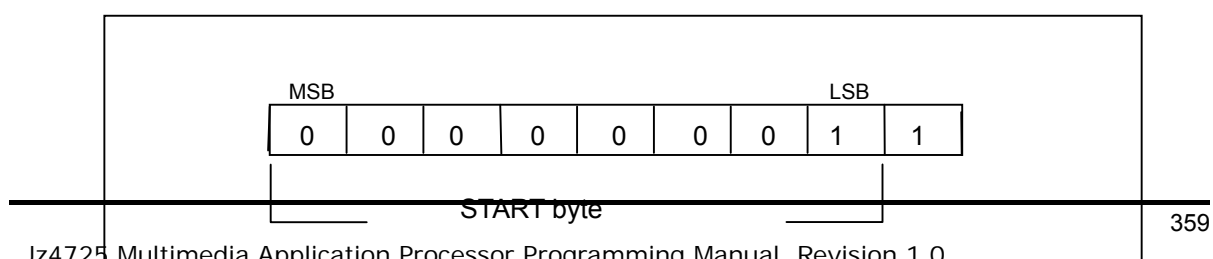 MSB LSB
0 0 0 0 0 0 0 1 1
START byte
359
Jz4725 Multimedia Application Processor Programming Manual, Revision 1.0